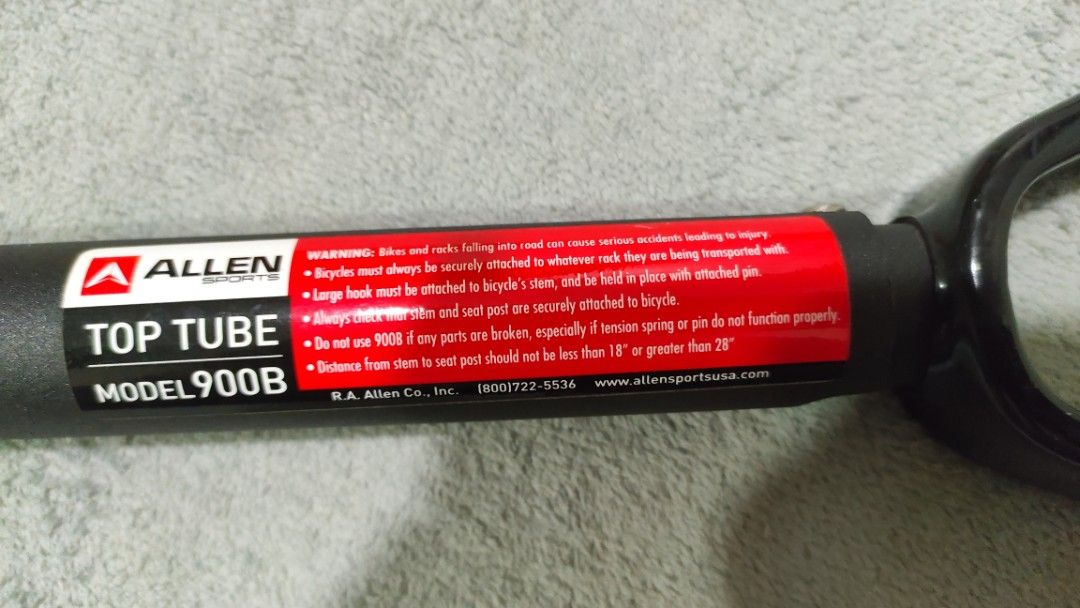 ALLEN
SPORTS
TOP TUBE
MODEL 900B
WARNING: Bikes and racks falling into road can cause serious accidents leading to injury.
• Bicycles must always be securely attached to whatever rack they are being transported with.
• Large hook must be attached to bicycle's stem, and be held in place with attached pin.
• Always check that stem and seat post are securely attached to bicycle.
• Do not use 900B if any parts are broken, especially if tension spring or pin do not function properly.
• Distance from stem to seat post should not be less than 18" or greater than 28"
R.A. Allen Co., Inc. (800)722-5536 www.allensportsusa.com